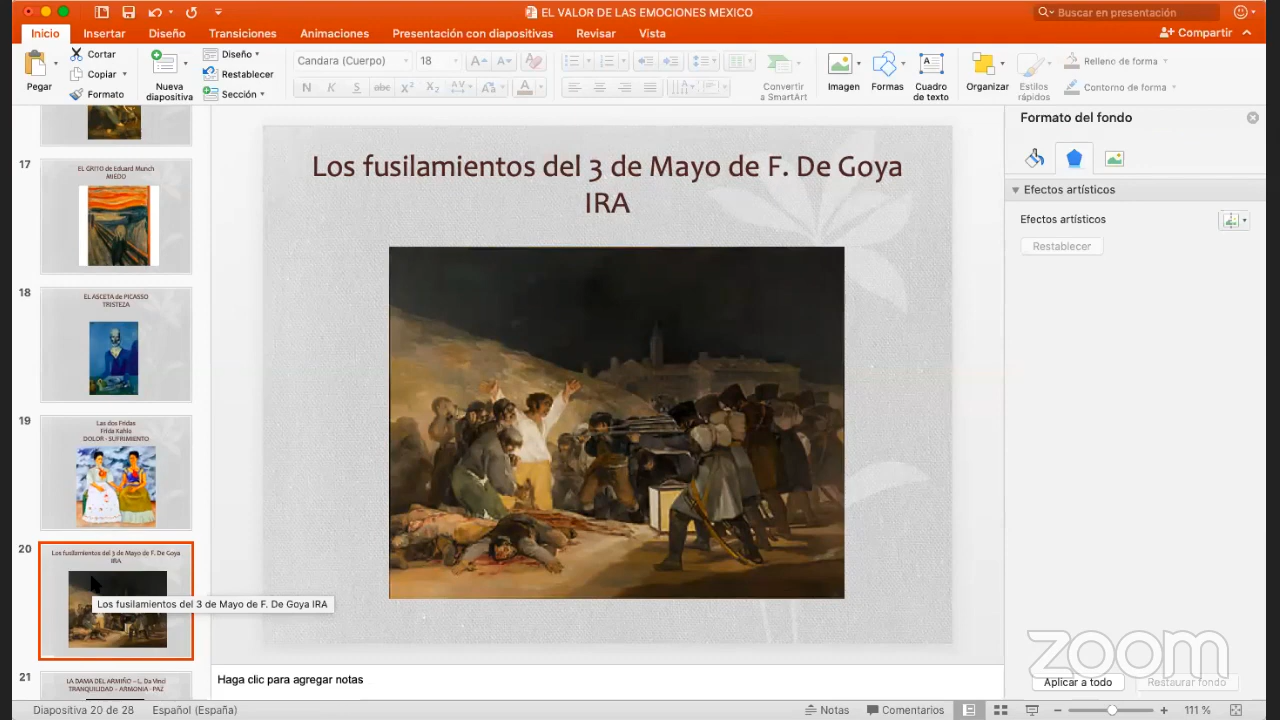 EL VALOR DE LAS EMOCIONES MEXICO
Buscar en presentación
Inicio Insertar Diseño Transiciones Animaciones Presentación con diapositivas Revisar Vista Compartir
Pegar
Cortar
Copiar
Formato
Nueva
diapositiva
Diseño
Restablecer
Sección
Candara (Cuerpo) 18
N K S abc X² X₂ AV Aa A
Convertir
a SmartArt
Imagen
Formas
Cuadro
de texto
Organizar
Estilos
rápidos
Relleno de forma
Contorno de forma
17
EL GRITO de Eduard Munch
MIEDO
18
EL ASCETA de PICASSO
TRISTEZA
19
Las dos Fridas
Frida Kahlo
DOLOR - SUFRIMIENTO
20
Los fusilamientos del 3 de Mayo de F. De Goya
IRA
Los fusilamientos del 3 de Mayo de F. De Goya IRA
21
LA DAMA DEL ARMIÑO – L. Da Vinci
TRANQUILIDAD – ARMONIA - PAZ
Los fusilamientos del 3 de Mayo de F. De Goya
IRA
Haga clic para agregar notas
Formato del fondo
Efectos artísticos
Efectos artísticos
Restablecer
zoom
Aplicar a todo
Restaurar fondo
Diapositiva 20 de 28 Español (España) Notas Comentarios 111 %